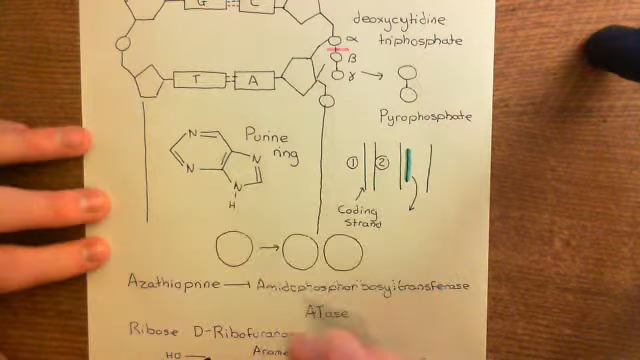 G C
deoxycytidine
triphosphate
α
β
γ
T A
Pyrophosphate
Purine
ring
N
N
N
N
H
① ②
Coding
strand
Azathioprine → Amidophosphoribosyltransferase
ATase
Ribose D-Ribofurano
HO